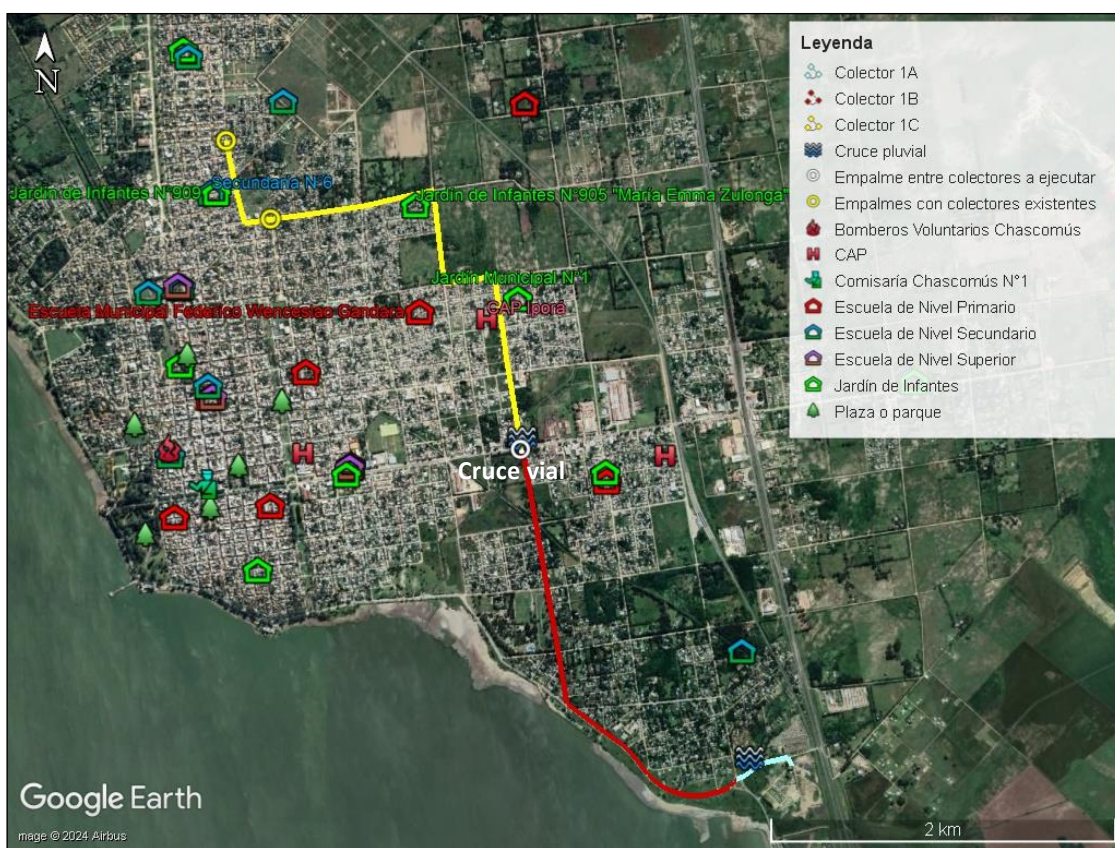 N
Leyenda
Colector 1A
Colector 1B
Colector 1C
Cruce pluvial
Empalme entre colectores a ejecutar
Empalmes con colectores existentes
Bomberos Voluntarios Chascomús
CAP
Comisaría Chascomús N°1
Escuela de Nivel Primario
Escuela de Nivel Secundario
Escuela de Nivel Superior
Jardín de Infantes
Plaza o parque
Secundaria N°6
Jardín de Infantes N°909
Jardín de Infantes N°905 "María Emma Zulonga"
Jardín Municipal N°1
CAP Iporá
Escuela Municipal Federico Wenceslao Gandara
Cruce vial
Google Earth
mage © 2024 Airbus
2 km